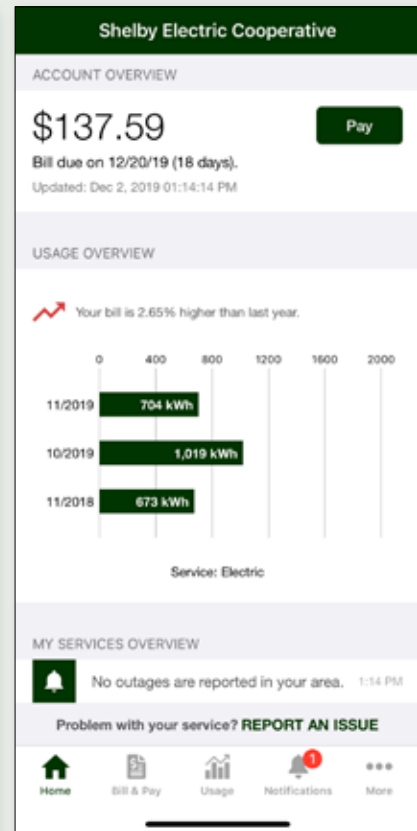 Shelby Electric Cooperative
ACCOUNT OVERVIEW
$137.59
Pay
Bill due on 12/20/19 (18 days).
Updated: Dec 2, 2019 01:14:14 PM
USAGE OVERVIEW
Your bill is 2.65% higher than last year.
0 400 800 1200 1600 2000
11/2019 704 kWh
10/2019 1,019 kWh
11/2018 673 kWh
Service: Electric
MY SERVICES OVERVIEW
No outages are reported in your area. 1:14 PM
Problem with your service? REPORT AN ISSUE
1
Home Bill & Pay Usage Notifications More